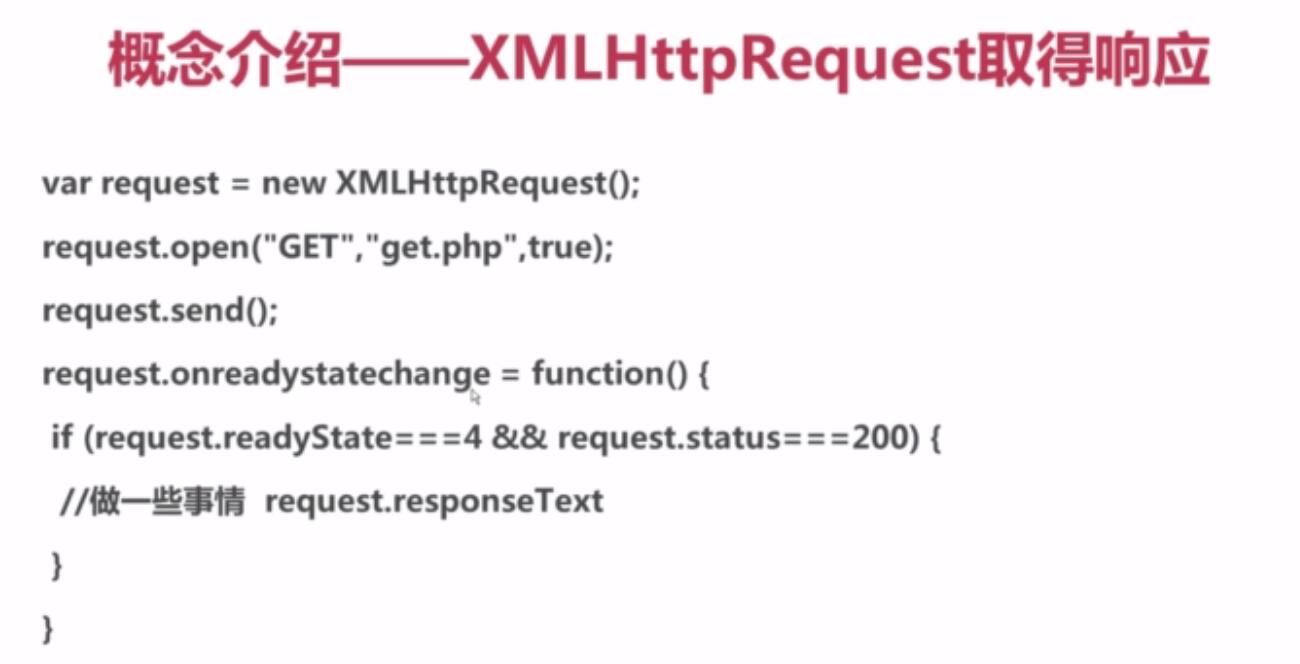 概念介绍——XMLHttpRequest取得响应
var request = new XMLHttpRequest();
request.open("GET","get.php",true);
request.send();
request.onreadystatechange = function() {
if (request.readyState===4 && request.status===200) {
//做一些事情 request.responseText
}
}